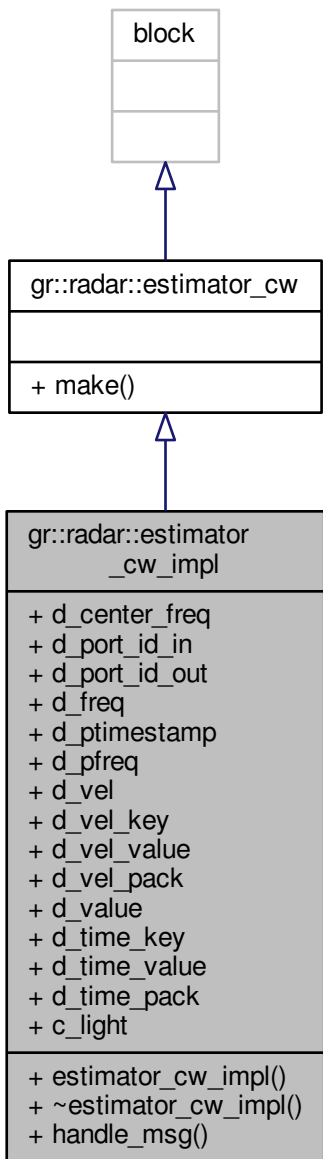 block
gr::radar::estimator_cw
+ make()
gr::radar::estimator
_cw_impl
+ d_center_freq
+ d_port_id_in
+ d_port_id_out
+ d_freq
+ d_ptimestamp
+ d_pfreq
+ d_vel
+ d_vel_key
+ d_vel_value
+ d_vel_pack
+ d_value
+ d_time_key
+ d_time_value
+ d_time_pack
+ c_light
+ estimator_cw_impl()
+ ~estimator_cw_impl()
+ handle_msg()